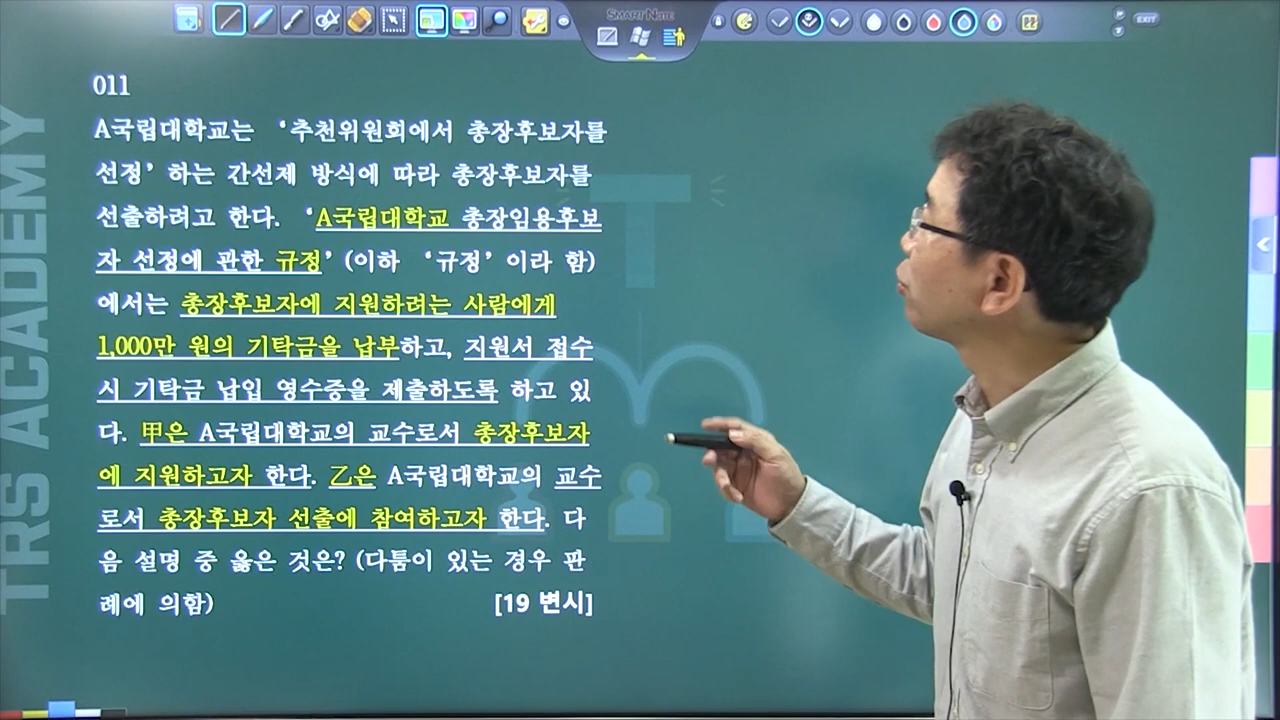 SMARTNOTE
EXIT
TRS ACADEMY
011
A국립대학교는 ‘추천위원회에서 총장후보자를
선정’ 하는 간선제 방식에 따라 총장후보자를
선출하려고 한다. ‘A국립대학교 총장임용후보
자 선정에 관한 규정’ (이하 ‘규정’ 이라 함)
에서는 총장후보자에 지원하려는 사람에게
1,000만 원의 기탁금을 납부하고, 지원서 접수
시 기탁금 납입 영수증을 제출하도록 하고 있
다. 甲은 A국립대학교의 교수로서 총장후보자
에 지원하고자 한다. 乙은 A국립대학교의 교수
로서 총장후보자 선출에 참여하고자 한다. 다
음 설명 중 옳은 것은? (다툼이 있는 경우 판
례에 의함)
[19 변시]